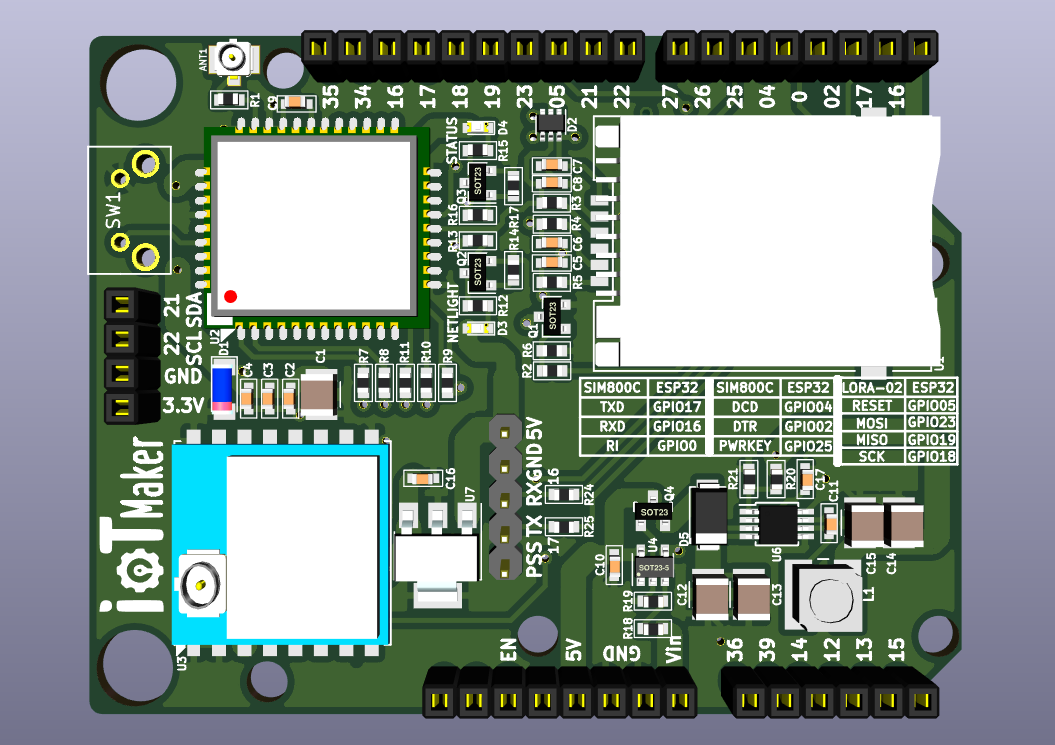 ANT1
R1
C9
35
34
16
17
18
19
23
05
21
22
27
26
25
04
0
02
17
16
STATUS
D4
R15
D2
SOT23
Q3
R16
R17
C7
C8
R3
R4
C6
C5
R5
R13
R14
Q2
SOT23
NETLIGHT
R12
D3
SOT23
Q1
R6
R2
SW1
21 SDA
22 SCL
GND
3.3V
U2
D1
C4
C3
C2
C1
R7
R8
R11
R10
R9
SIM800C ESP32 SIM800C ESP32 LORA-02 ESP32
TXD GPIO17 DCD GPIO04 RESET GPIO05
RXD GPIO16 DTR GPIO02 MOSI GPIO23
RI GPIO0 PWRKEY GPIO25 MISO GPIO19
SCK GPIO18
ioT Maker
C16
U7
5V
GND
RX
TX
PSS
16
17
R24
R25
R21
R20
C17
C11
Q4
SOT23
D5
U4
SOT23-5
C10
R19
R18
U6
C15
C14
C12
C13
L1
U3
EN
5V
GND
Vin
36
39
14
12
13
15